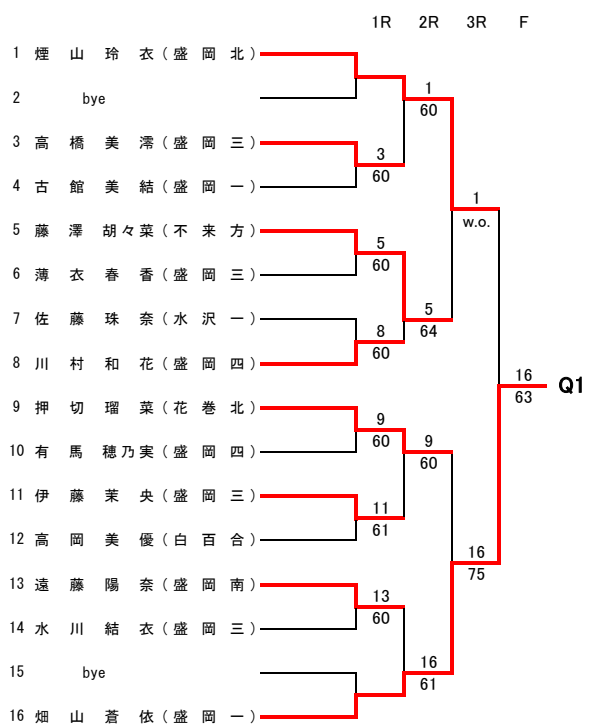 1R 2R 3R F
1 煙山玲衣(盛岡北)
2 bye
1
60
3 高橋美澪(盛岡三)
3
60
4 古館美結(盛岡一)
1
w.o.
5 藤澤胡々菜(不来方)
5
60
6 薄衣春香(盛岡三)
7 佐藤珠奈(水沢一)
5
64
8
60
8 川村和花(盛岡四)
16
63
Q1
9 押切瑠菜(花巻北)
9
60
9
60
10 有馬穂乃実(盛岡四)
11 伊藤茉央(盛岡三)
11
61
12 高岡美優(白百合)
16
75
13 遠藤陽奈(盛岡南)
13
60
14 水川結衣(盛岡三)
15 bye
16
61
16 畑山蒼依(盛岡一)